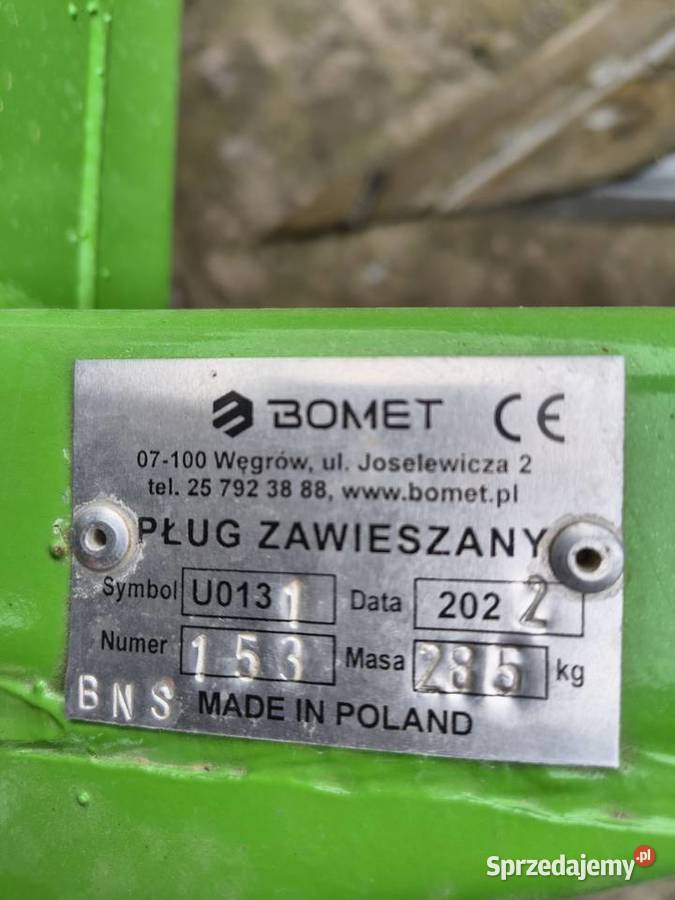 BOMET CE
07-100 Węgrów, ul. Joselewicza 2
tel. 25 792 38 88, www.bomet.pl
PŁUG ZAWIESZANY
Symbol U0131 Data 2022
Numer 153 Masa 285 kg
BNS MADE IN POLAND
Sprzedajemy.pl